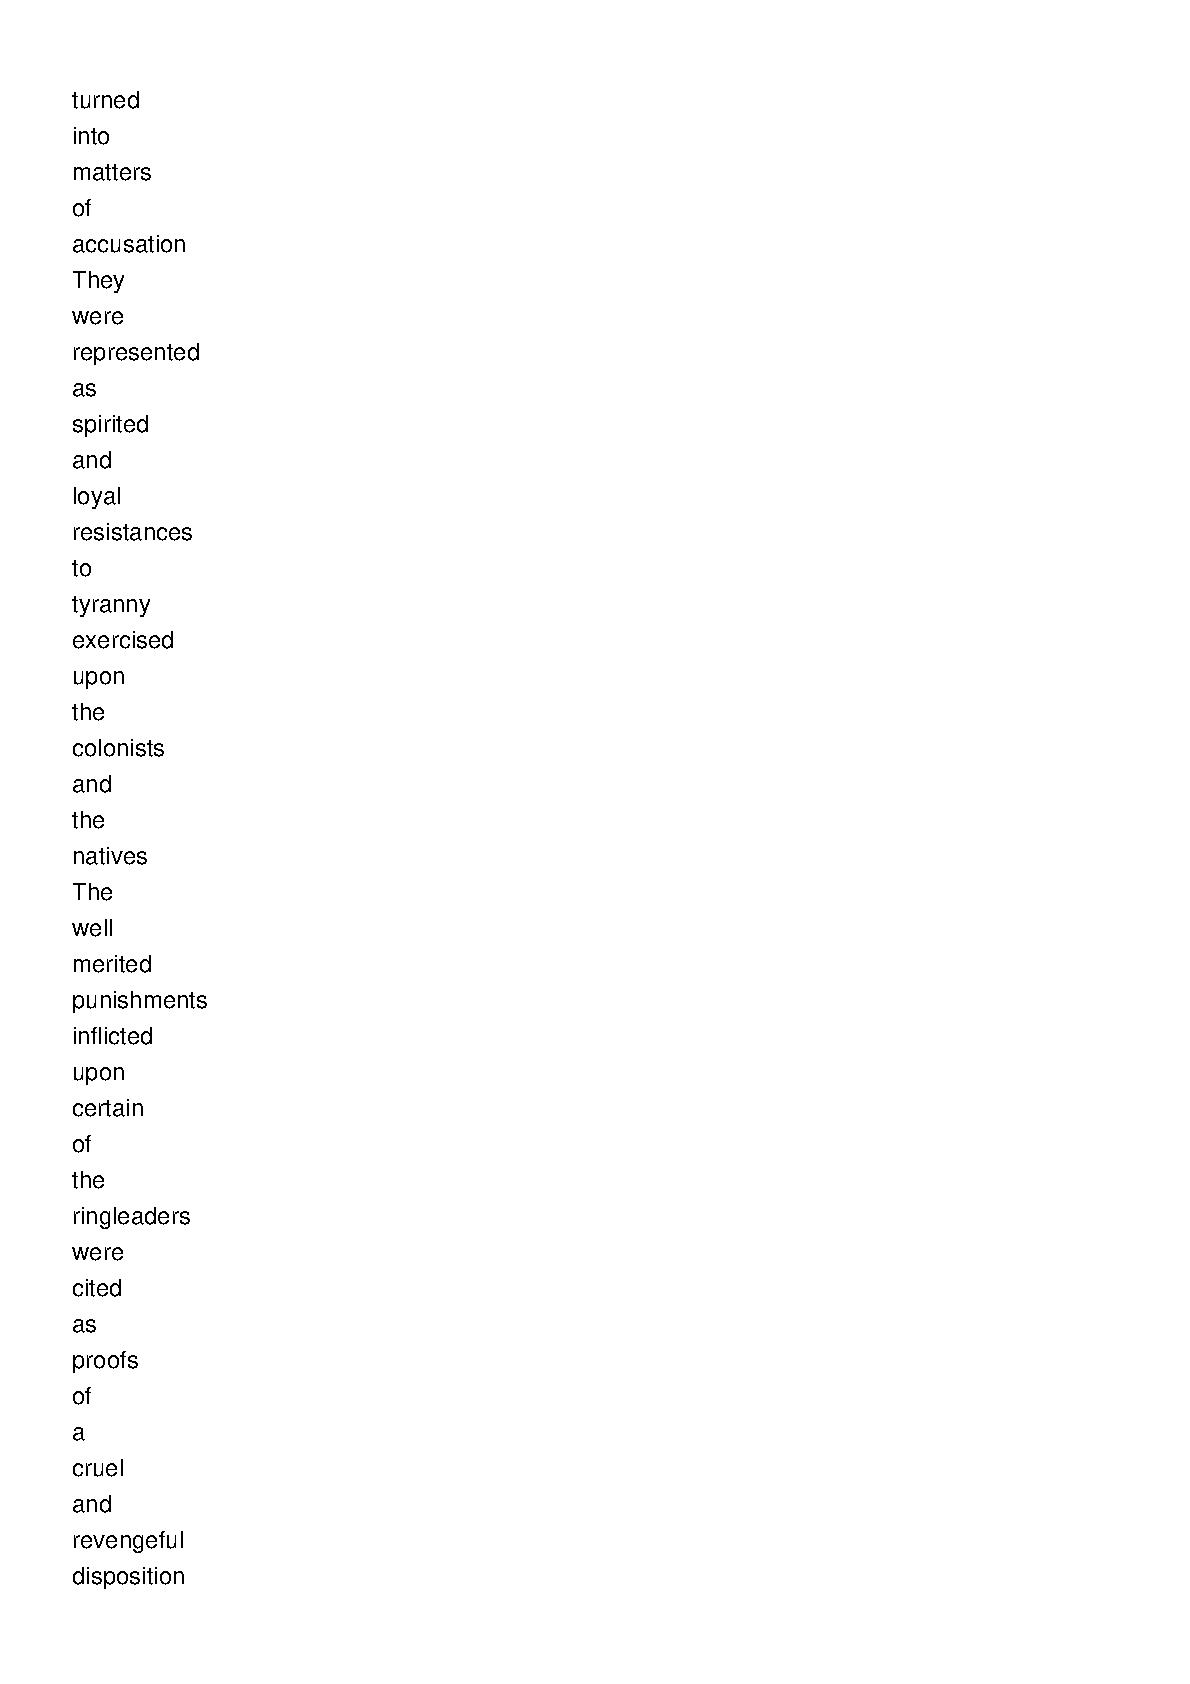 turned
into
matters
of
accusation
They
were
represented
as
spirited
and
loyal
resistances
to
tyranny
exercised
upon
the
colonists
and
the
natives
The
well
merited
punishments
inflicted
upon
certain
of
the
ringleaders
were
cited
as
proofs
of
a
cruel
and
revengeful
disposition